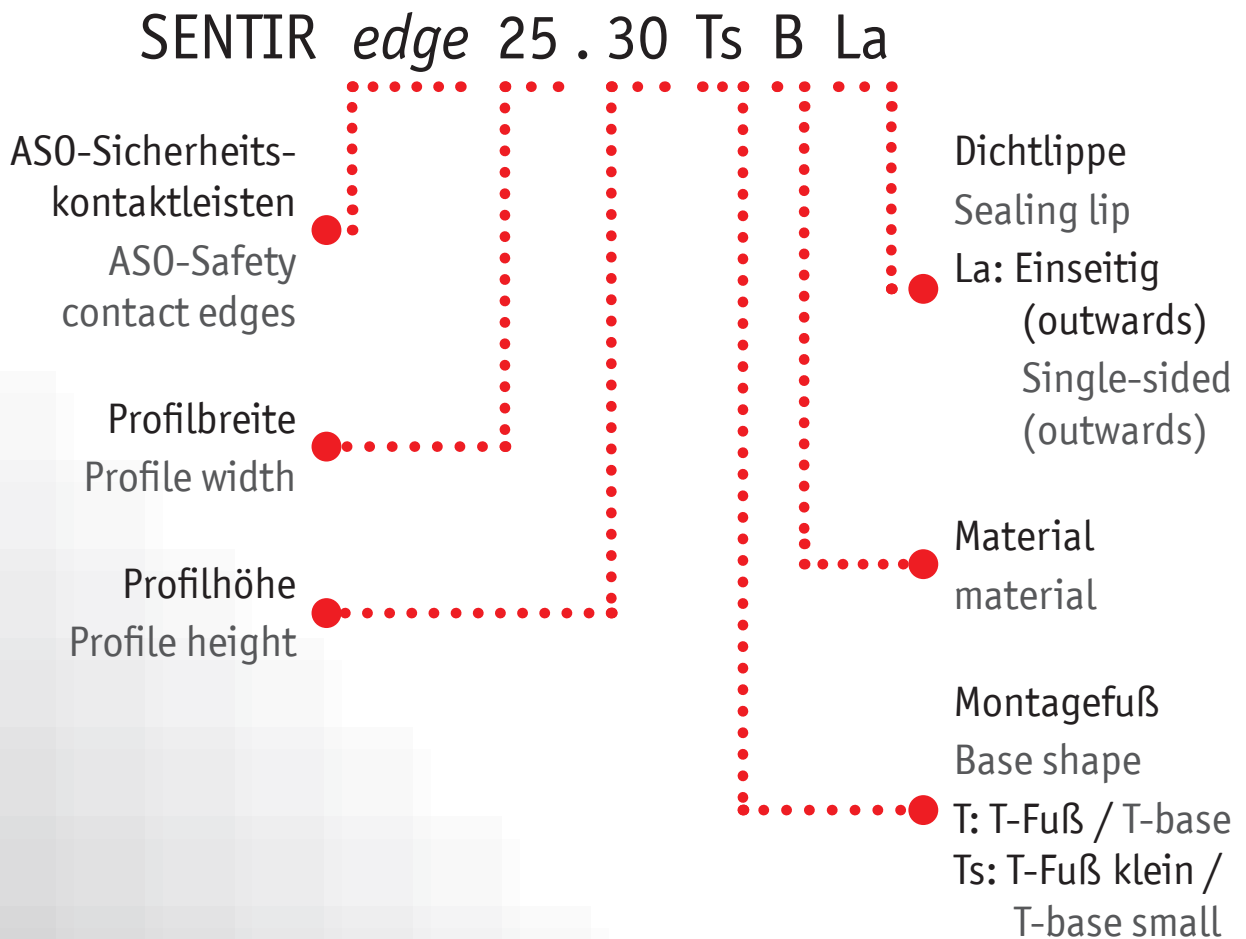 SENTIR edge 25 . 30 Ts B La
ASO-Sicherheits-
kontaktleisten
ASO-Safety
contact edges
Profilbreite
Profile width
Profilhöhe
Profile height
Dichtlippe
Sealing lip
La: Einseitig
(outwards)
Single-sided
(outwards)
Material
material
Montagefuß
Base shape
T: T-Fuß / T-base
Ts: T-Fuß klein /
T-base small